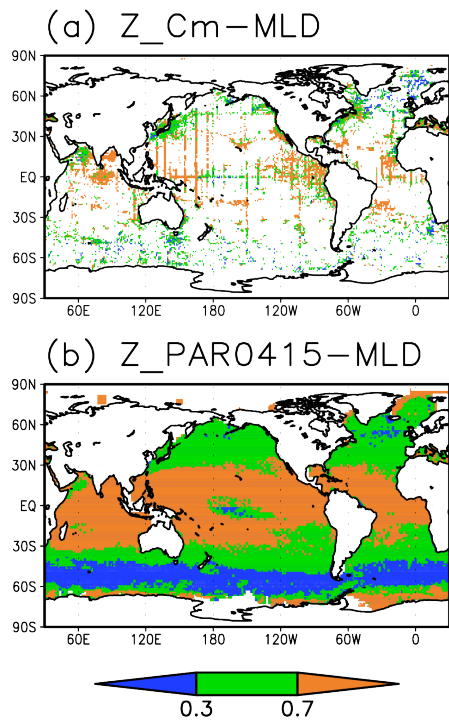 (a) Z_Cm-MLD
90N
60N
30N
EQ
30S
60S
90S
60E 120E 180 120W 60W 0
(b) Z_PAR0415-MLD
90N
60N
30N
EQ
30S
60S
90S
60E 120E 180 120W 60W 0
0.3 0.7